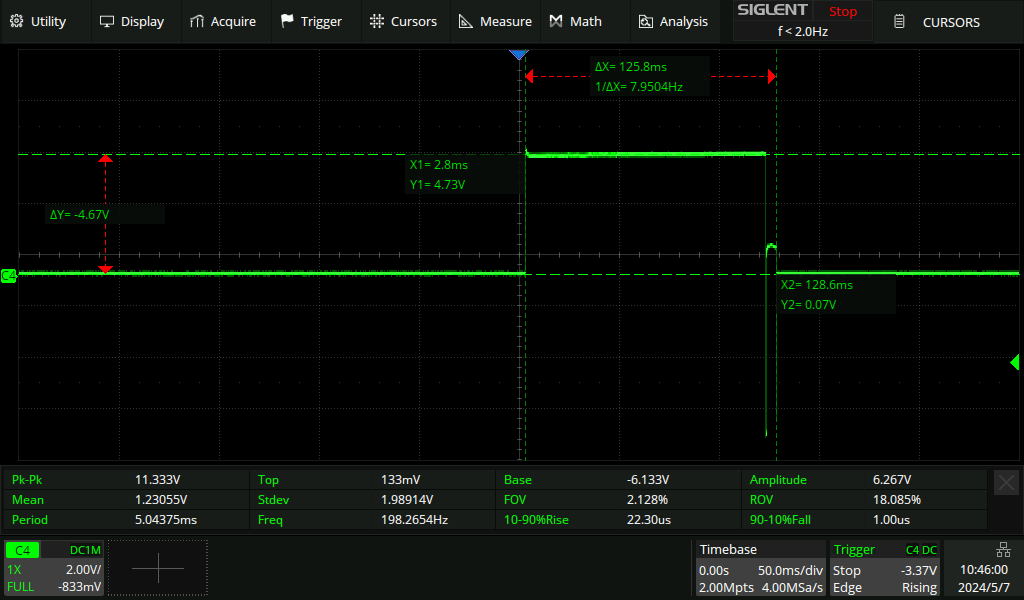 Utility Display Acquire Trigger Cursors Measure Math Analysis SIGLENT Stop CURSORS
f < 2.0Hz
ΔX= 125.8ms
1/ΔX= 7.9504Hz
X1= 2.8ms
Y1= 4.73V
ΔY= -4.67V
C4
X2= 128.6ms
Y2= 0.07V
Pk-Pk 11.333V Top 133mV Base -6.133V Amplitude 6.267V
Mean 1.23055V Stdev 1.98914V FOV 2.128% ROV 18.085%
Period 5.04375ms Freq 198.2654Hz 10-90%Rise 22.30us 90-10%Fall 1.00us
C4 DC1M Timebase Trigger C4 DC
1X 2.00V/ 0.00s 50.0ms/div Stop -3.37V 10:46:00
FULL -833mV 2.00Mpts 4.00MSa/s Edge Rising 2024/5/7